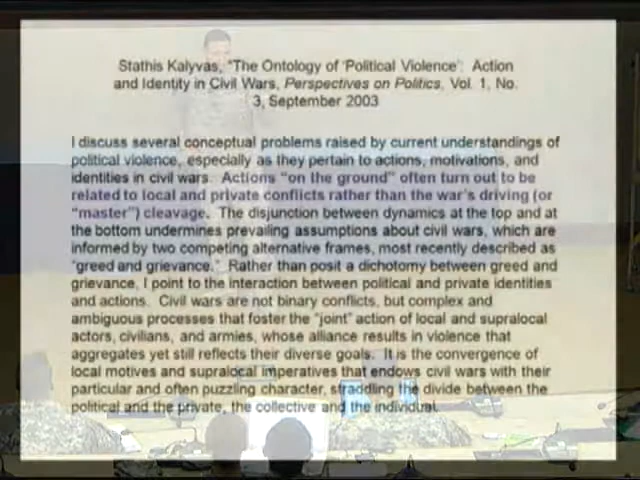 Stathis Kalyvas, "The Ontology of 'Political Violence': Action
and Identity in Civil Wars, Perspectives on Politics, Vol. 1, No.
3, September 2003
I discuss several conceptual problems raised by current understandings of
political violence, especially as they pertain to actions, motivations, and
identities in civil wars. Actions "on the ground" often turn out to be
related to local and private conflicts rather than the war's driving (or
"master") cleavage. The disjunction between dynamics at the top and at
the bottom undermines prevailing assumptions about civil wars, which are
informed by two competing alternative frames, most recently described as
"greed and grievance." Rather than posit a dichotomy between greed and
grievance, I point to the interaction between political and private identities
and actions. Civil wars are not binary conflicts, but complex and
ambiguous processes that foster the "joint" action of local and supralocal
actors, civilians, and armies, whose alliance results in violence that
aggregates yet still reflects their diverse goals. It is the convergence of
local motives and supralocal imperatives that endows civil wars with their
particular and often puzzling character, straddling the divide between the
political and the private, the collective and the individual.